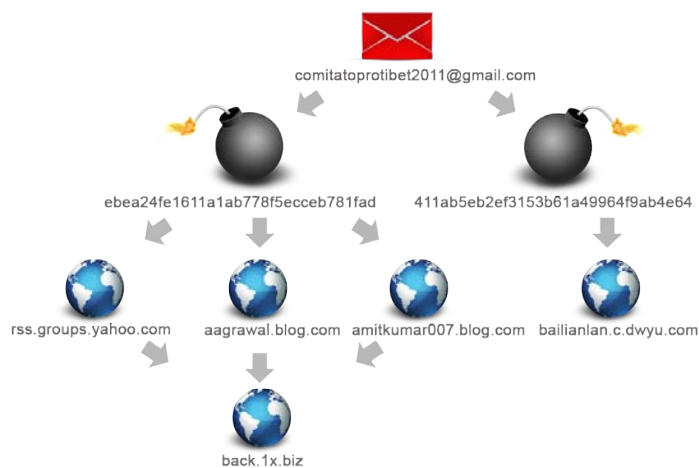 comitatoprotibet2011@gmail.com
ebea24fe1611a1ab778f5ecceb781fad
411ab5eb2ef3153b61a49964f9ab4e64
rss.groups.yahoo.com
aagrawal.blog.com
amitkumar007.blog.com
bailianlan.c.dwyu.com
back.1x.biz